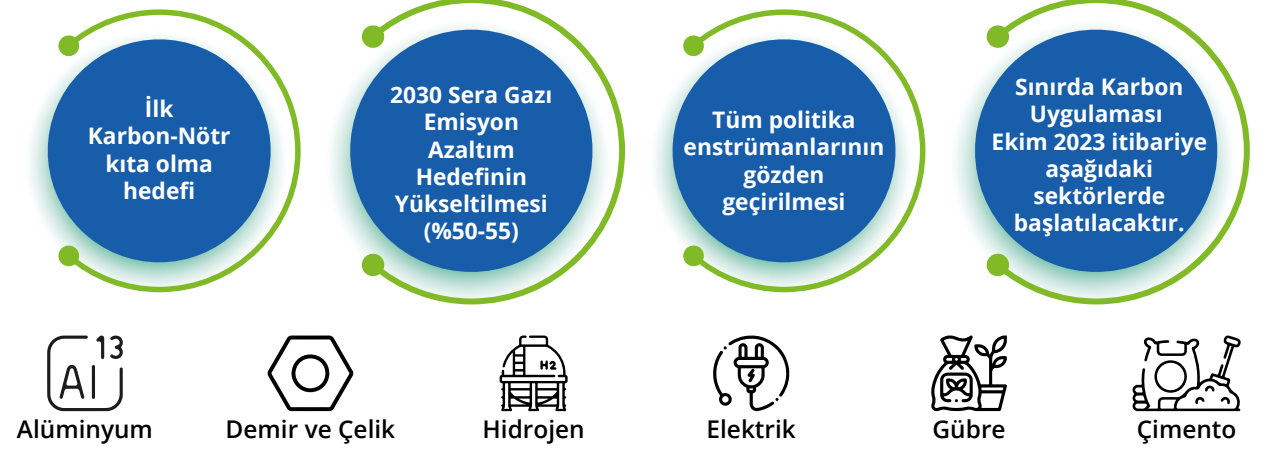 İlk
Karbon-Nötr
kıta olma
hedefi
2030 Sera Gazı
Emisyon
Azaltım
Hedefinin
Yükseltilmesi
(%50-55)
Tüm politika
enstrümanlarının
gözden
geçirilmesi
Sınırda Karbon
Uygulaması
Ekim 2023 itibariye
aşağıdaki
sektörlerde
başlatılacaktır.
13
Al
H2
Alüminyum
Demir ve Çelik
Hidrojen
Elektrik
Gübre
Çimento